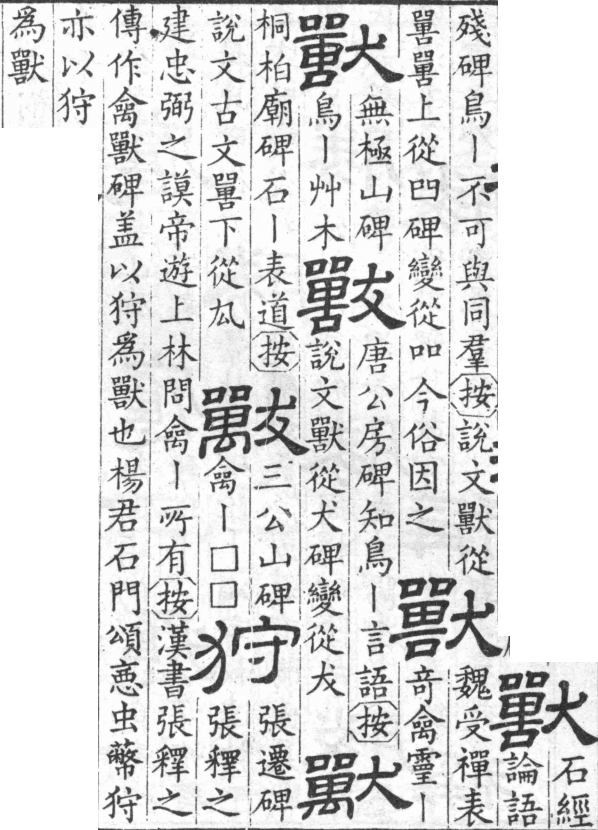 獸
石經
論語
殘碑鳥丨不可與同羣按說文獸從
嘼嘼上從凹碑變從吅今俗因之
獸
魏受禪表
奇禽靈丨
獸
無極山碑
鳥丨艸木
獸
唐公房碑知鳥丨言語按
說文獸從犬碑變從犮
獸
桐柏廟碑石丨表道按
說文古文嘼下從厹
獸
三公山碑
禽丨□□
狩
張遷碑
張釋之
建忠弼之謨帝遊上林問禽丨所有按漢書張釋之
傳作禽獸碑盖以狩爲獸也楊君石門頌惡虫幣狩
亦以狩
爲獸